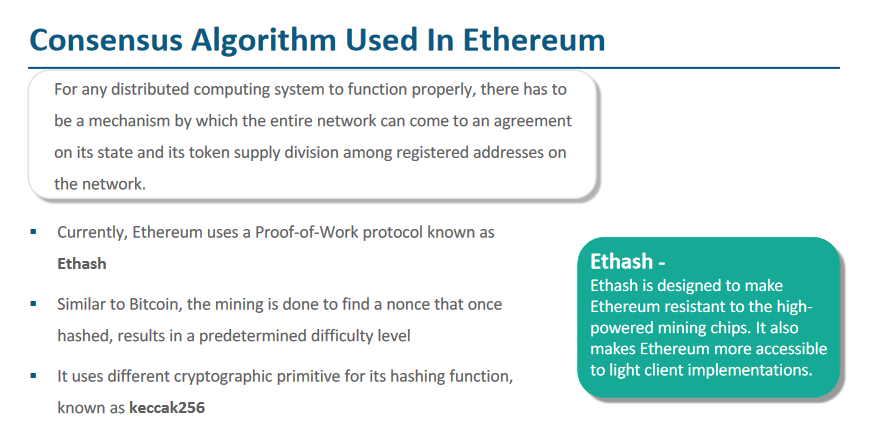 Consensus Algorithm Used In Ethereum
For any distributed computing system to function properly, there has to
be a mechanism by which the entire network can come to an agreement
on its state and its token supply division among registered addresses on
the network.
▪ Currently, Ethereum uses a Proof-of-Work protocol known as
Ethash
▪ Similar to Bitcoin, the mining is done to find a nonce that once
hashed, results in a predetermined difficulty level
▪ It uses different cryptographic primitive for its hashing function,
known as keccak256
Ethash -
Ethash is designed to make
Ethereum resistant to the high-
powered mining chips. It also
makes Ethereum more accessible
to light client implementations.